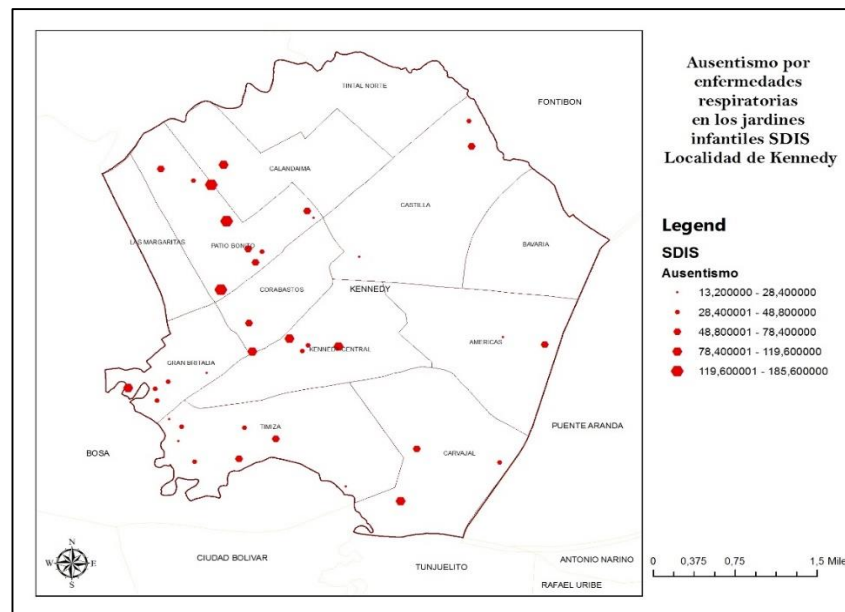 Ausentismo por
enfermedades
respiratorias
en los jardines
infantiles SDIS
Localidad de Kennedy
TINTAL NORTE
FONTIBON
CALANDAIMA
CASTILLA
LAS MARGARITAS
PATIO BONITO
BAVARIA
CORABASTOS
KENNEDY
AMERICAS
KENNEDY CENTRAL
GRAN BRITALIA
TIMIZA
CARVAJAL
PUENTE ARANDA
BOSA
CIUDAD BOLIVAR
TUNJUELITO
ANTONIO NARINO
RAFAEL URIBE
N
W
E
S
Legend
SDIS
Ausentismo
13,200000 - 28,400000
28,400001 - 48,800000
48,800001 - 78,400000
78,400001 - 119,600000
119,600001 - 185,600000
0 0,375 0,75 1,5 Mile